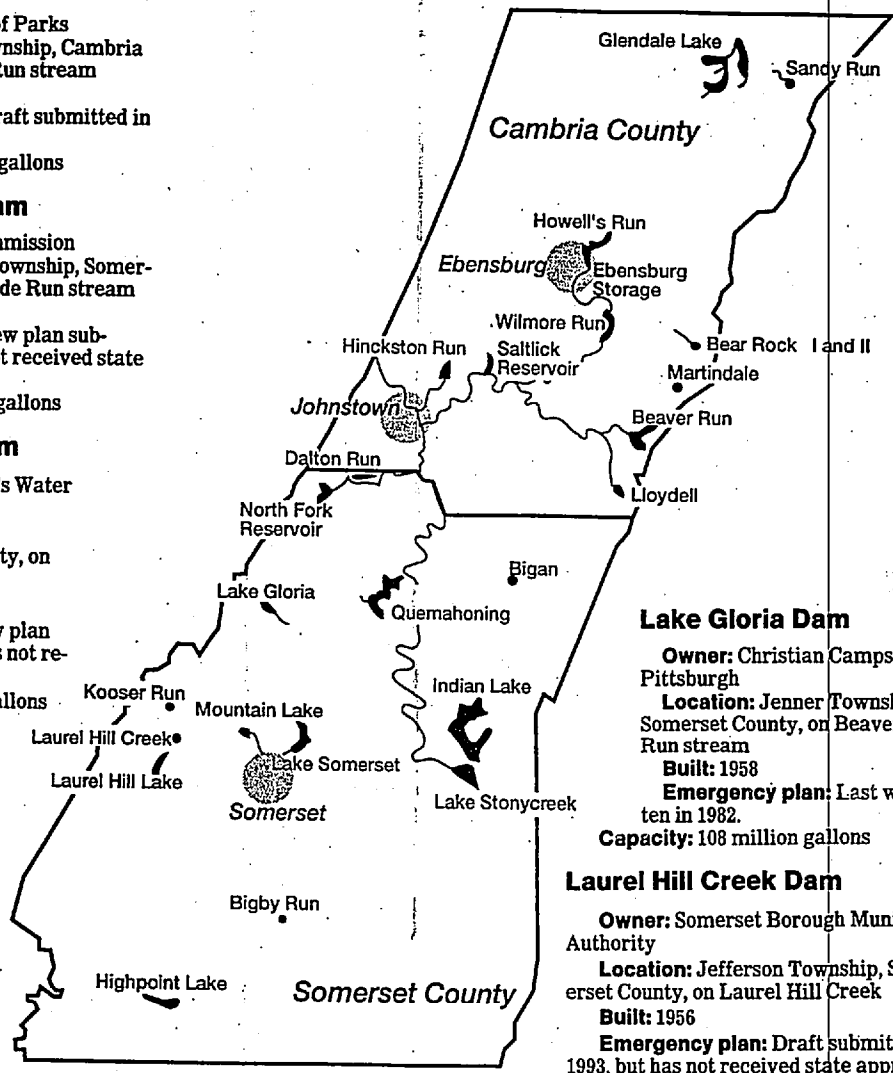 of Parks
nship, Cambria
Run stream
raft submitted in
gallons
am
nmission
ownship, Somer-
de Run stream
ew plan sub-
t received state
gallons
m
s Water
ty, on
y plan
s not re-
allons
Glendale Lake
Sandy Run
Cambria County
Howell's Run
Ebensburg
Ebensburg
Storage
Wilmore Run
Hinckston Run
Saltlick
Reservoir
Bear Rock I and II
Martindale
Johnstown
Beaver Run
Dalton Run
Lloydell
North Fork
Reservoir
Bigan
Lake Gloria
Quemahoning
Kooser Run
Mountain Lake
Indian Lake
Laurel Hill Creek
Lake Somerset
Laurel Hill Lake
Lake Stonycreek
Somerset
Bigby Run
Highpoint Lake
Somerset County
Lake Gloria Dam
Owner: Christian Camps
Pittsburgh
Location: Jenner Townsh
Somerset County, on Beave
Run stream
Built: 1958
Emergency plan: Last w
ten in 1982.
Capacity: 108 million gallons
Laurel Hill Creek Dam
Owner: Somerset Borough Mun
Authority
Location: Jefferson Township, S
erset County, on Laurel Hill Creek
Built: 1956
Emergency plan: Draft submit
1993, but has not received state app